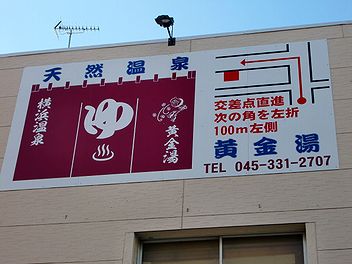 天然温泉
横浜温泉
ゆ
黄金湯
交差点直進
次の角を左折
100m左側
黄金湯
TEL 045-331-2707